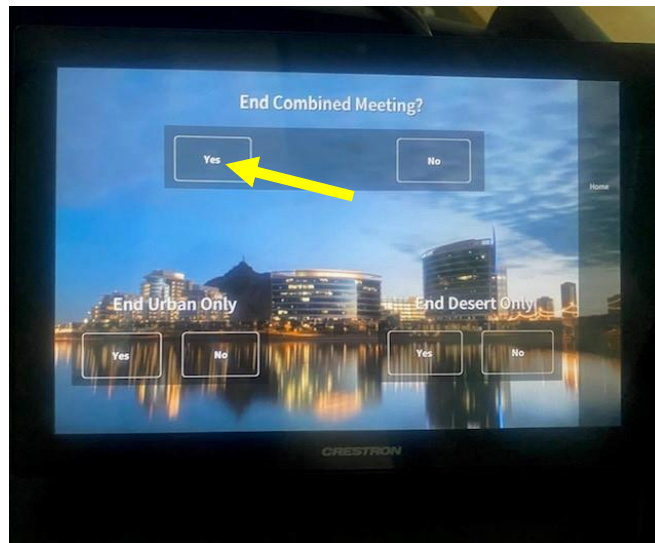 End Combined Meeting?
Yes No
Home
End Urban Only End Desert Only
Yes No Yes No
CRESTRON